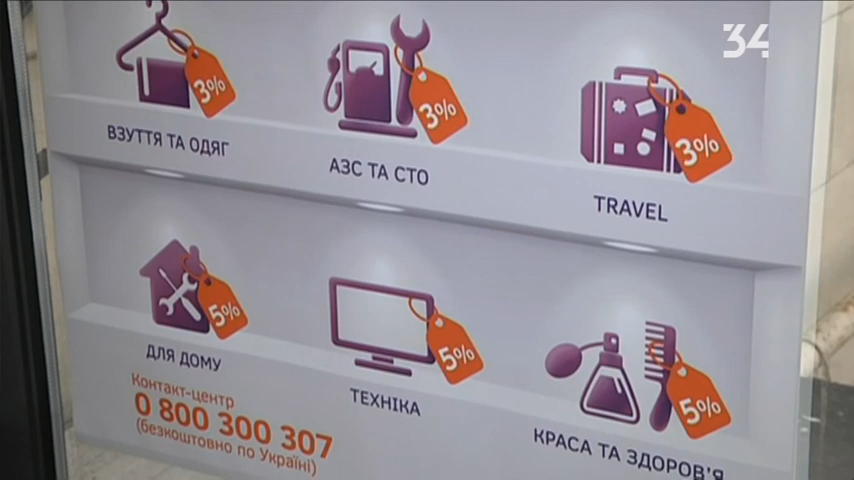 34
3%
3%
3%
ВЗУТТЯ ТА ОДЯГ
АЗС ТА СТО
TRAVEL
5%
5%
5%
ДЛЯ ДОМУ
ТЕХНІКА
КРАСА ТА ЗДОРОВ'Я
Контакт-центр
0 800 300 307
(безкоштовно по Україні)